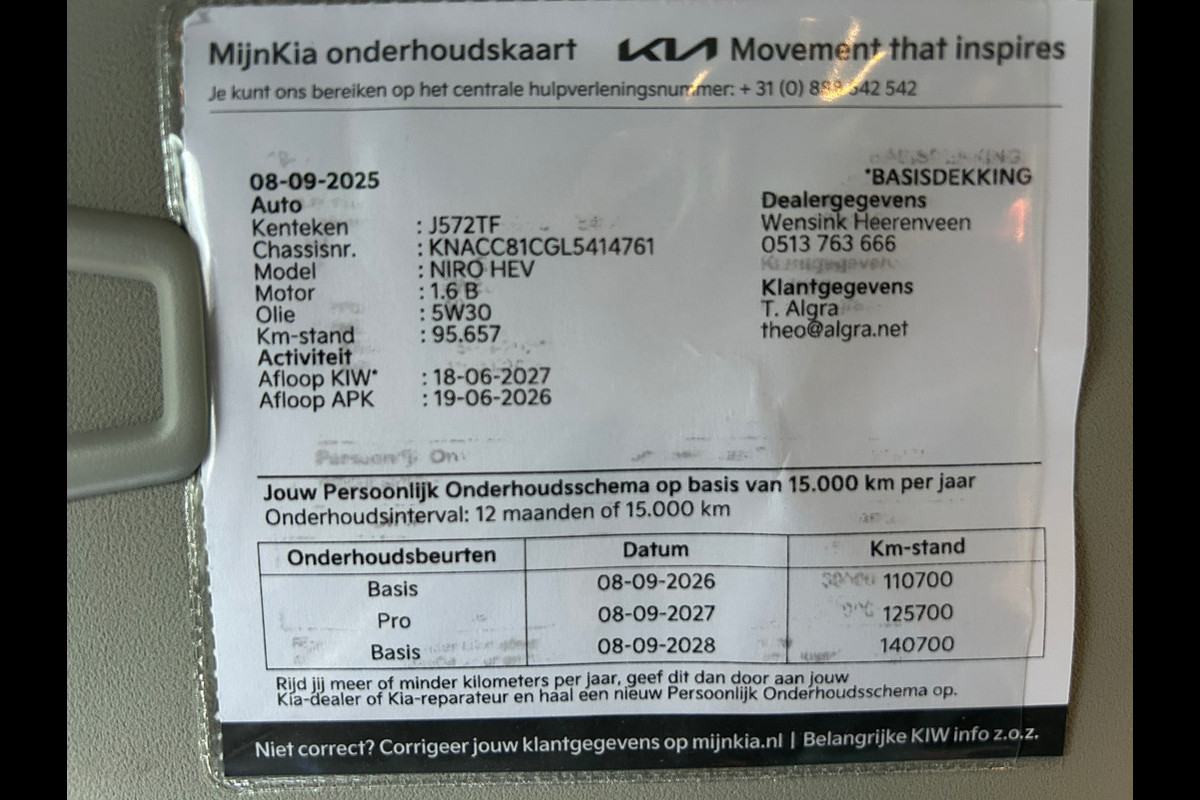 MijnKia onderhoudskaart KIA Movement that inspires
Je kunt ons bereiken op het centrale hulpverleningsnummer: + 31 (0) 542 542
*BASISDEKKING
08-09-2025
Auto
Kenteken : J572TF
Chassisnr. : KNACC81CGL5414761
Model : NIRO HEV
Motor : 1.6 B
Olie : 5W30
Km-stand : 95.657
Activiteit
Afloop KIW* : 18-06-2027
Afloop APK : 19-06-2026
Dealergegevens
Wensink Heerenveen
0513 763 666
Klantgegevens
T. Algra
theo@algra.net
Jouw Persoonlijk Onderhoudsschema op basis van 15.000 km per jaar
Onderhoudsinterval: 12 maanden of 15.000 km
Onderhoudsbeurten Datum Km-stand
Basis 08-09-2026 110700
Pro 08-09-2027 125700
Basis 08-09-2028 140700
Rijd jij meer of minder kilometers per jaar, geef dit dan door aan jouw
Kia-dealer of Kia-reparateur en haal een nieuw Persoonlijk Onderhoudsschema op.
Niet correct? Corrigeer jouw klantgegevens op mijnkia.nl | Belangrijke KIW info z.o.z.